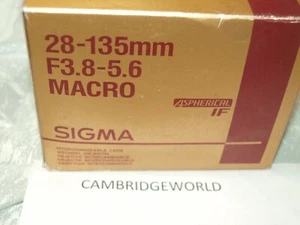 28-135mm
F3.8-5.6
MACRO
ASPHERICAL
IF
SIGMA
CAMBRIDGEWORLD